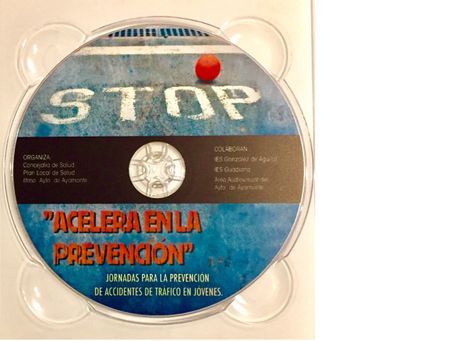 STOP
ORGANIZA:
Concejalía de Salud
Plan Local de Salud
Iltmo. Ayto. de Ayamonte
COLABORAN:
IES González de Aguilar
IES Guadiana
Área Audiovisual del
Ayto. de Ayamonte
"ACELERA EN LA
PREVENCIÓN"
JORNADAS PARA LA PREVENCIÓN
DE ACCIDENTES DE TRÁFICO EN JÓVENES.